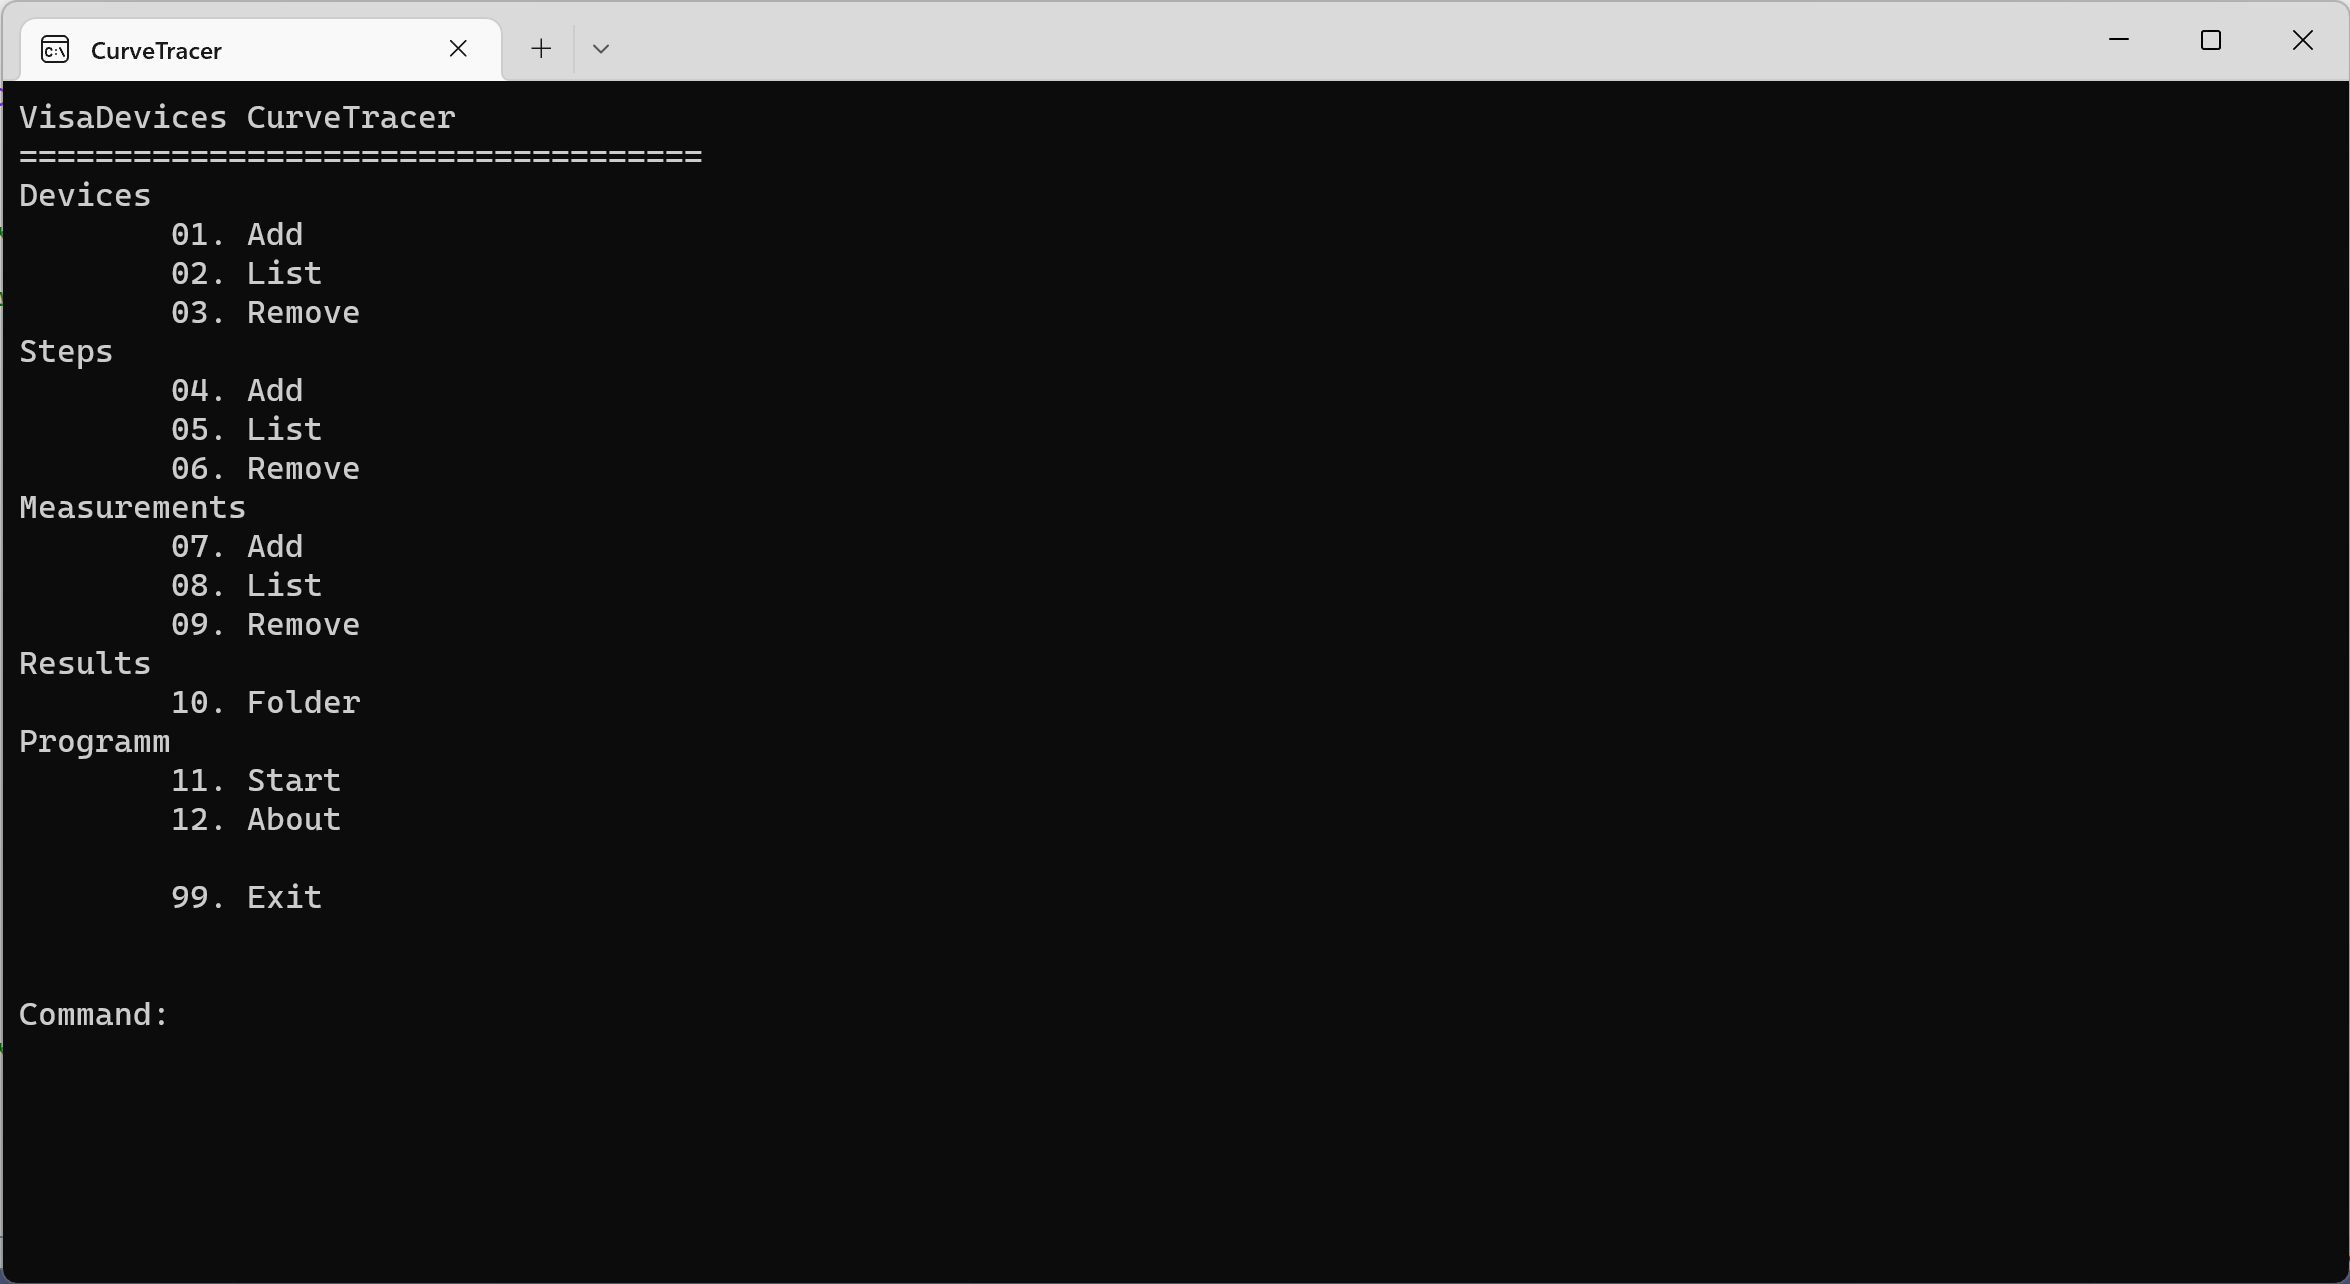 CurveTracer
VisaDevices CurveTracer
====================================
Devices
01. Add
02. List
03. Remove
Steps
04. Add
05. List
06. Remove
Measurements
07. Add
08. List
09. Remove
Results
10. Folder
Programm
11. Start
12. About
99. Exit
Command: